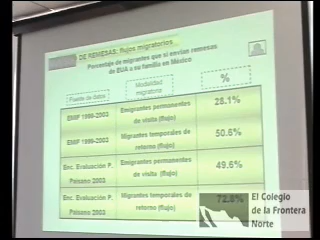 DE REMESAS: flujos migratorios
Porcentaje de migrantes que si envían remesas
de EUA a su familia en México
Fuente de datos
Modalidad
migratoria
%
EMIF 1999-2003
Emigrantes permanentes
de visita (flujo)
28.1%
EMIF 1999-2003
Migrantes temporales de
retorno (flujo)
50.6%
Enc. Evaluación P.
Paisano 2003
Emigrantes permanentes
de visita (flujo)
49.6%
Enc. Evaluación P.
Paisano 2003
Migrantes temporales de
retorno (flujo)
El Colegio
de la Frontera
Norte